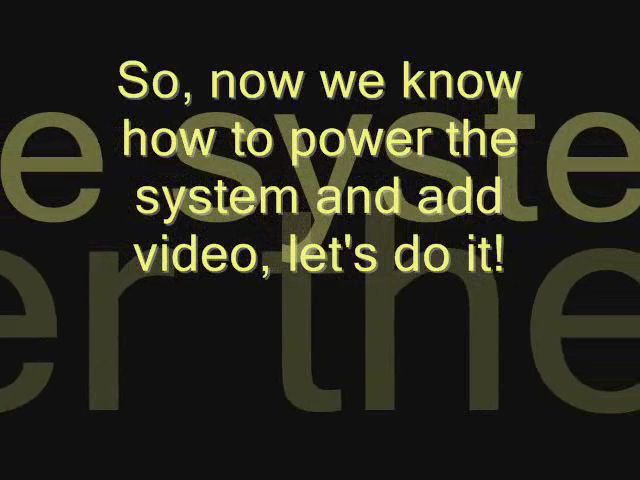 So, now we know
how to power the
system and add
video, let's do it!
e syste
er the